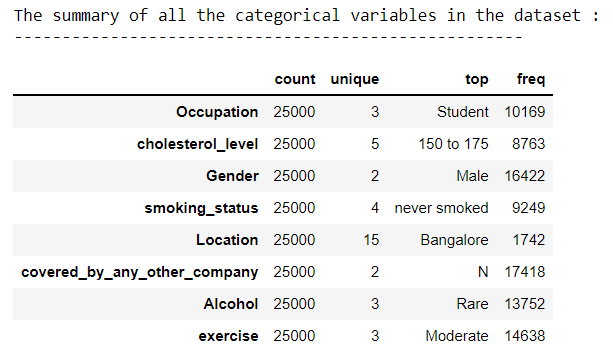 The summary of all the categorical variables in the dataset :
-----------------------------------------------------
count unique top freq
Occupation 25000 3 Student 10169
cholesterol_level 25000 5 150 to 175 8763
Gender 25000 2 Male 16422
smoking_status 25000 4 never smoked 9249
Location 25000 15 Bangalore 1742
covered_by_any_other_company 25000 2 N 17418
Alcohol 25000 3 Rare 13752
exercise 25000 3 Moderate 14638